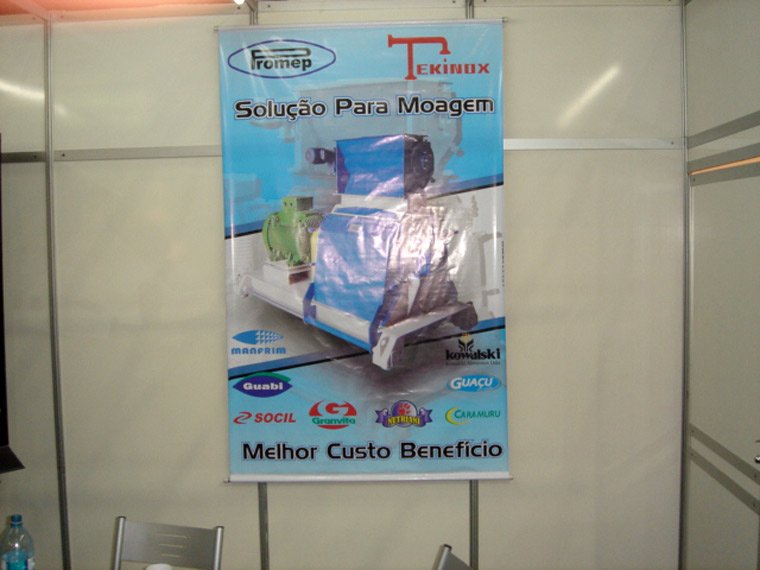 Promep
TEKINOX
Solução Para Moagem
MANFRIM
kowalski
Guabi
GUAÇU
SOCIL
Granvita
CARAMURU
Melhor Custo Benefício